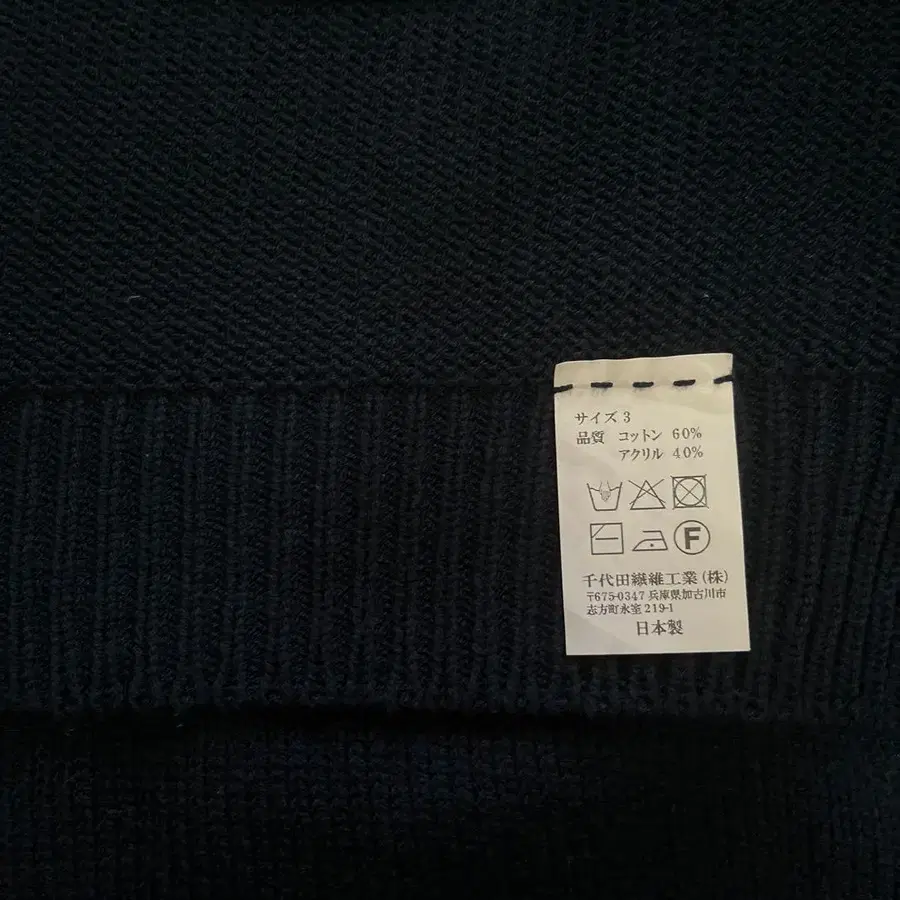 サイズ 3
品質 コットン 60%
アクリル 40%
F
千代田繊維工業(株)
〒675-0347 兵庫県加古川市
志方町永室 219-1
日本製